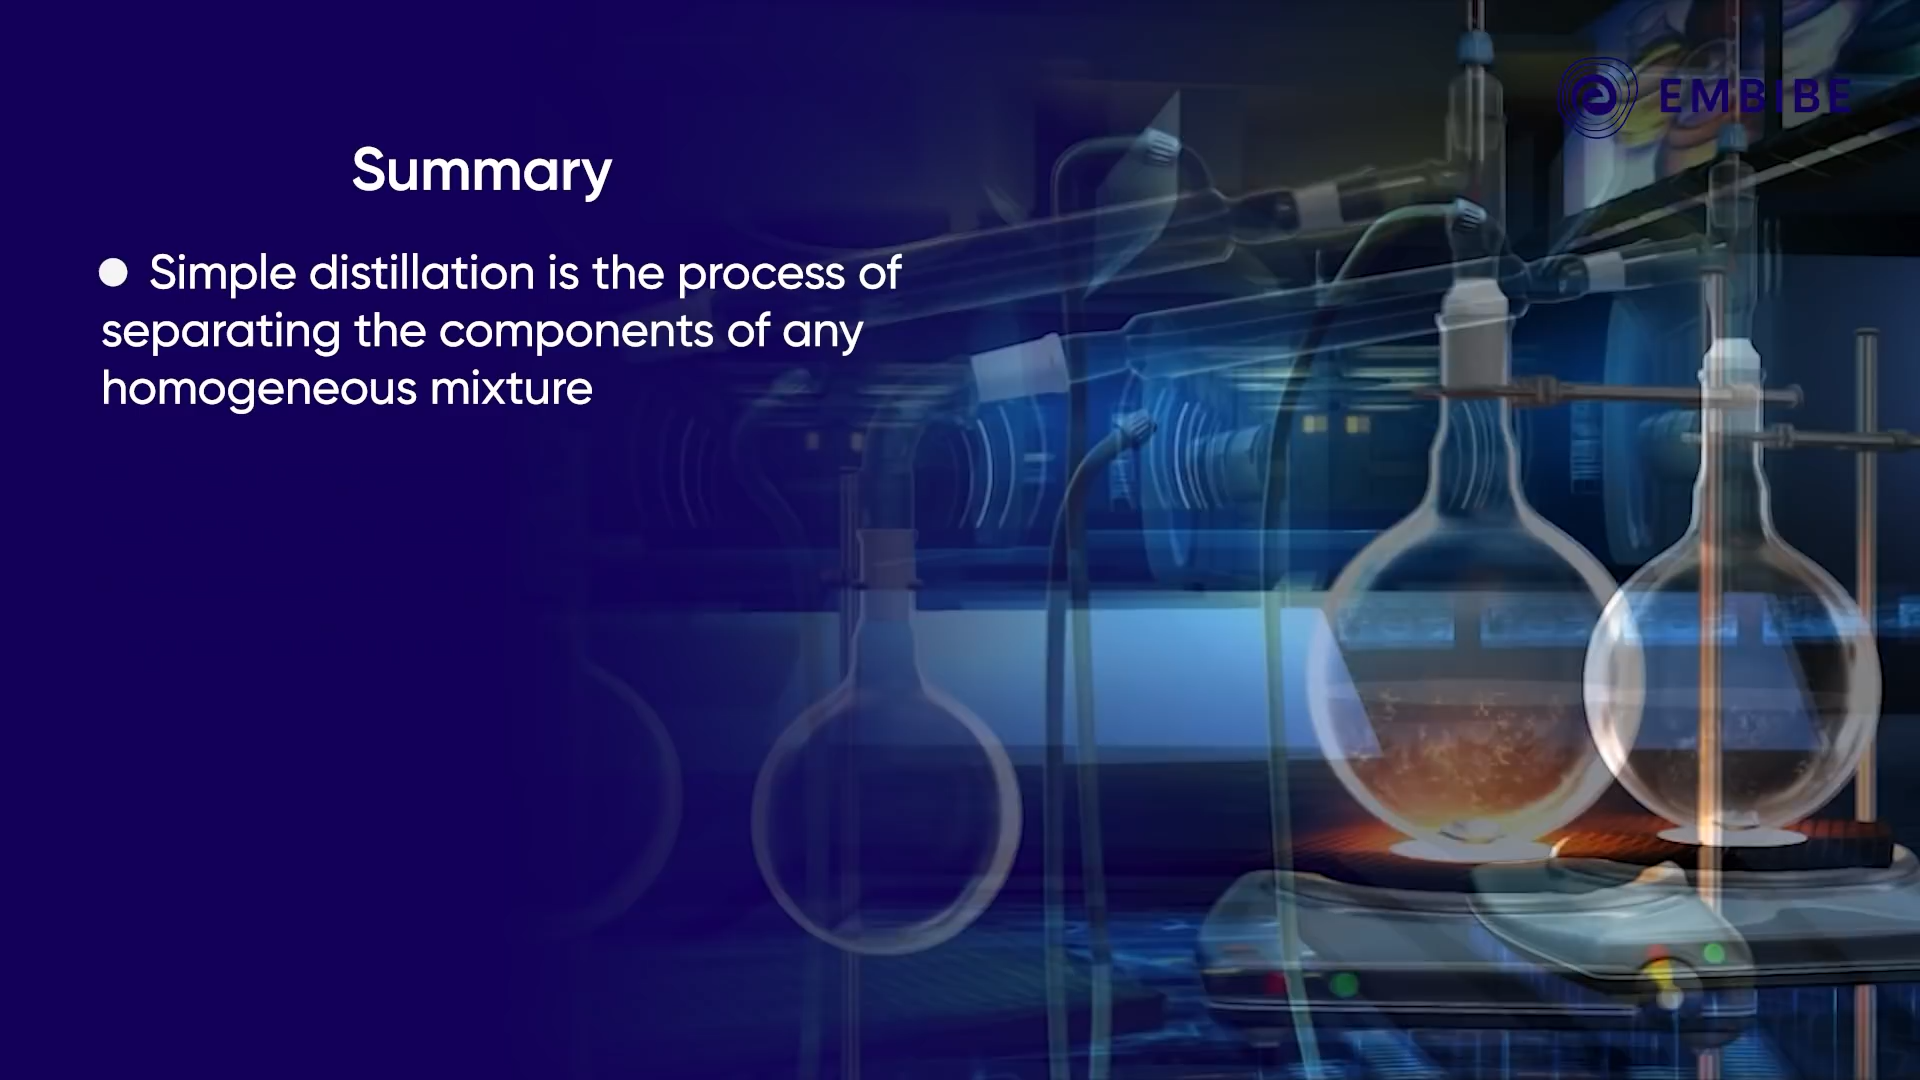 EMBIBE
Summary
Simple distillation is the process of
separating the components of any
homogeneous mixture